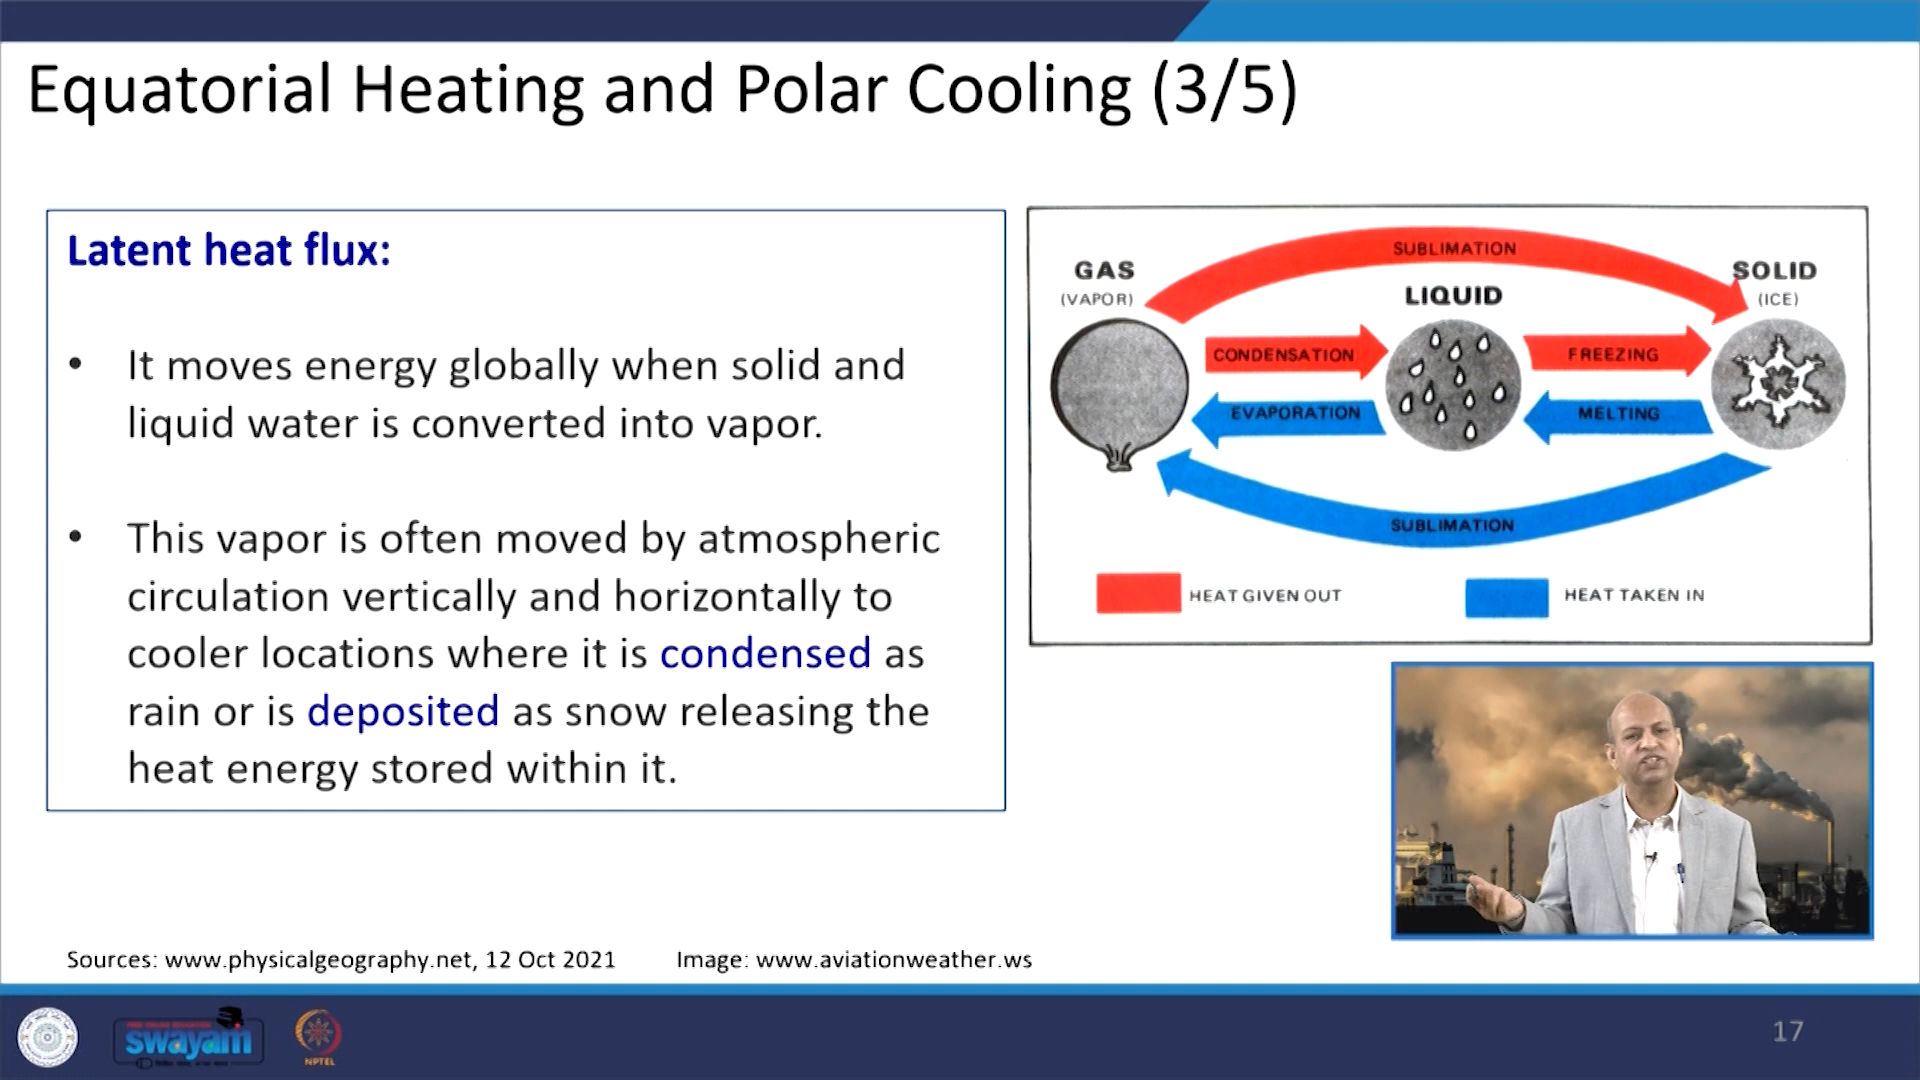 Equatorial Heating and Polar Cooling (3/5)
Latent heat flux:
• It moves energy globally when solid and
liquid water is converted into vapor.
• This vapor is often moved by atmospheric
circulation vertically and horizontally to
cooler locations where it is condensed as
rain or is deposited as snow releasing the
heat energy stored within it.
SUBLIMATION
GAS
(VAPOR)
LIQUID
SOLID
(ICE)
CONDENSATION
FREEZING
EVAPORATION
MELTING
SUBLIMATION
HEAT GIVEN OUT
HEAT TAKEN IN
Sources: www.physicalgeography.net, 12 Oct 2021
Image: www.aviationweather.ws
swayam
NPTEL
17